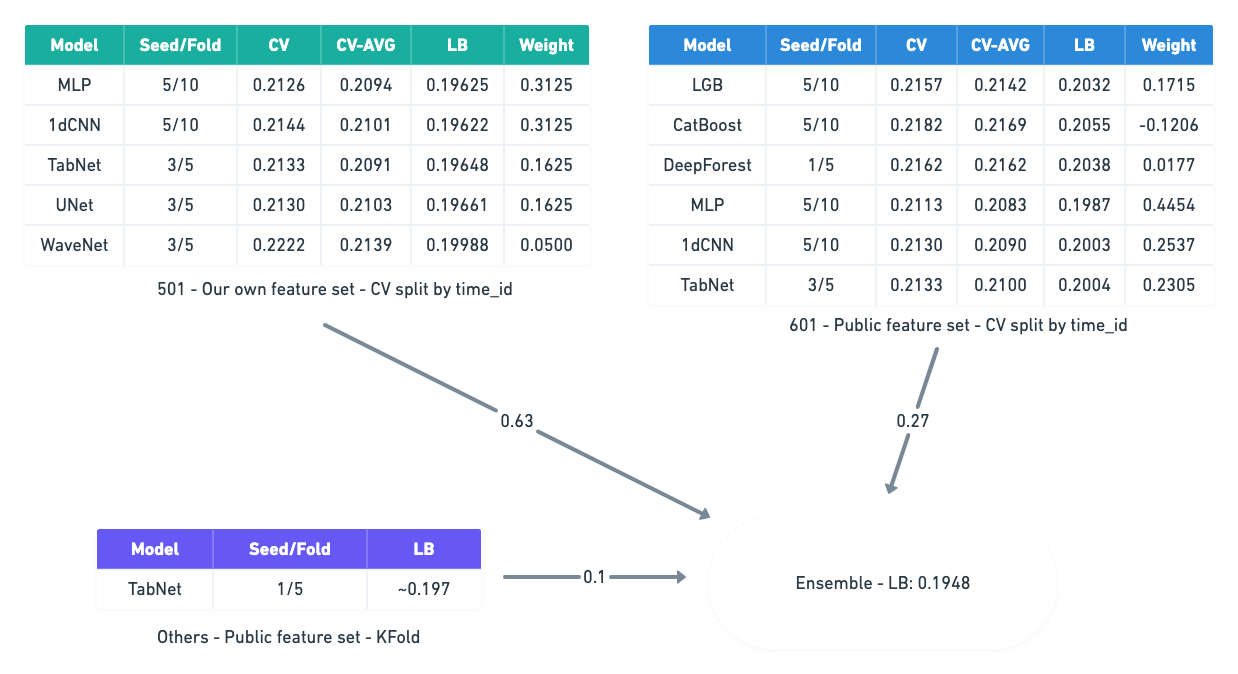 Model Seed/Fold CV CV-AVG LB Weight
MLP 5/10 0.2126 0.2094 0.19625 0.3125
1dCNN 5/10 0.2144 0.2101 0.19622 0.3125
TabNet 3/5 0.2133 0.2091 0.19648 0.1625
UNet 3/5 0.2130 0.2103 0.19661 0.1625
WaveNet 3/5 0.2222 0.2139 0.19988 0.0500
501 - Our own feature set - CV split by time_id
Model Seed/Fold CV CV-AVG LB Weight
LGB 5/10 0.2157 0.2142 0.2032 0.1715
CatBoost 5/10 0.2182 0.2169 0.2055 -0.1206
DeepForest 1/5 0.2162 0.2162 0.2038 0.0177
MLP 5/10 0.2113 0.2083 0.1987 0.4454
1dCNN 5/10 0.2130 0.2090 0.2003 0.2537
TabNet 3/5 0.2133 0.2100 0.2004 0.2305
601 - Public feature set - CV split by time_id
0.63
0.27
Model Seed/Fold LB
TabNet 1/5 ~0.197
Others - Public feature set - KFold
0.1
Ensemble - LB: 0.1948